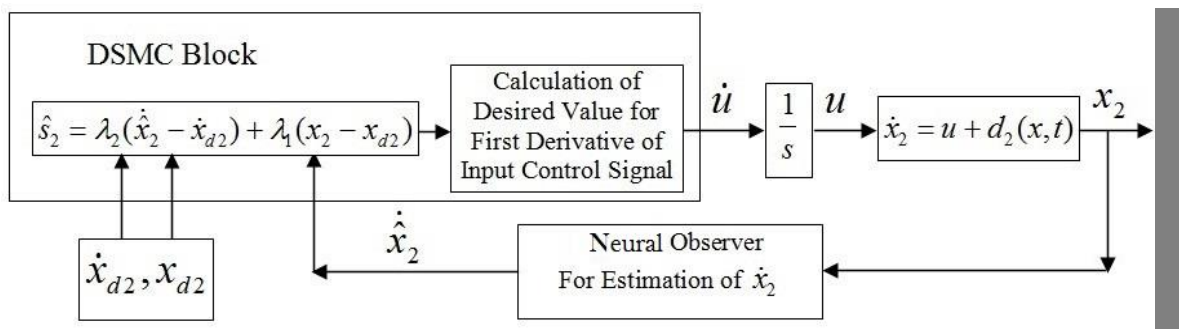 DSMC Block
ŝ₂ = λ₂(ẋ̂₂ − ẋ_d2) + λ₁(x₂ − x_d2)
Calculation of
Desired Value for
First Derivative of
Input Control Signal
u̇
1/s
u
ẋ₂ = u + d₂(x,t)
x₂
ẋ_d2, x_d2
ẋ̂₂
Neural Observer
For Estimation of ẋ₂